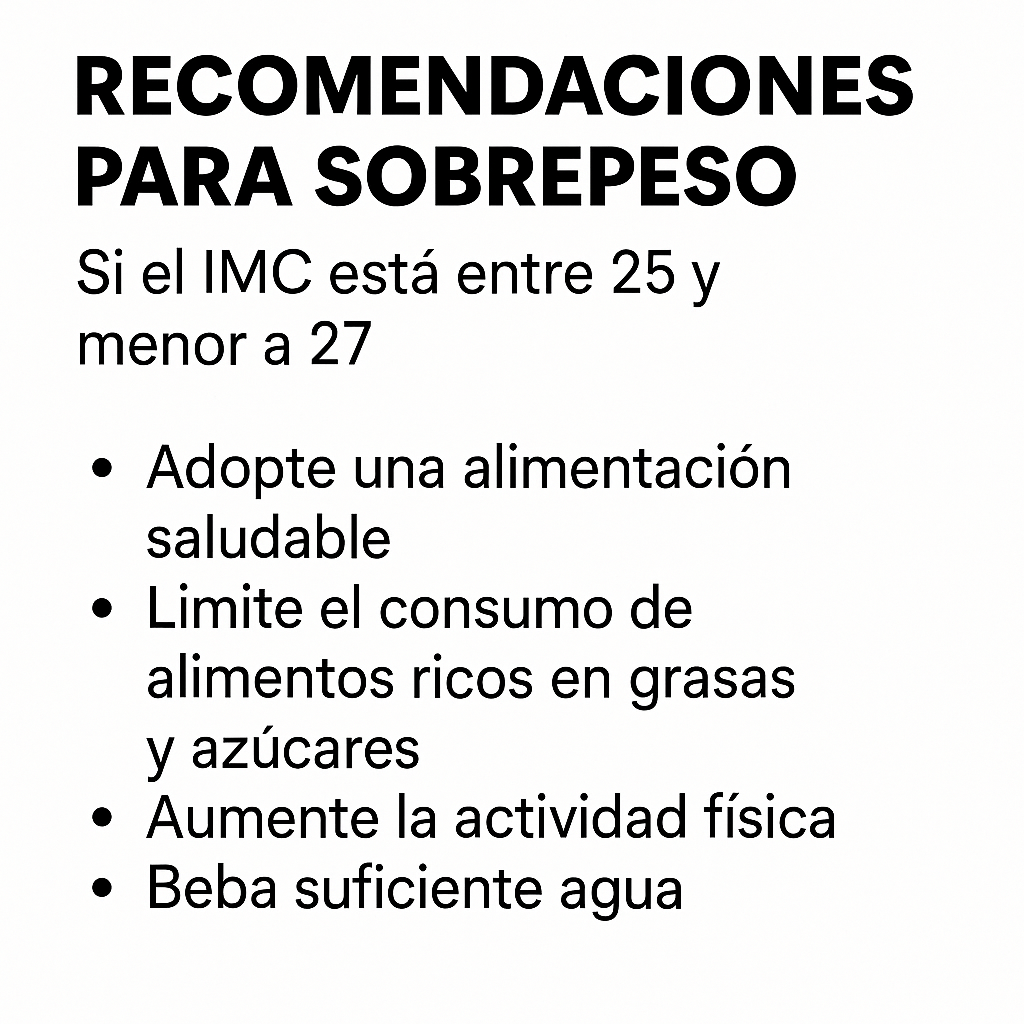 RECOMENDACIONES
PARA SOBREPESO
Si el IMC está entre 25 y
menor a 27
• Adopte una alimentación
saludable
• Limite el consumo de
alimentos ricos en grasas
y azúcares
• Aumente la actividad física
• Beba suficiente agua